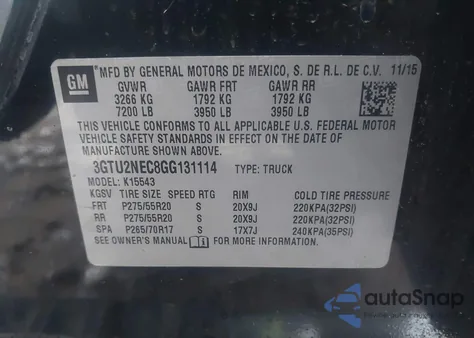 GM
MFD BY GENERAL MOTORS DE MEXICO, S. DE R.L. DE C.V. 11/15
GVWR GAWR FRT GAWR RR
3266 KG 1792 KG 1792 KG
7200 LB 3950 LB 3950 LB
THIS VEHICLE CONFORMS TO ALL APPLICABLE U.S. FEDERAL MOTOR
VEHICLE SAFETY STANDARDS IN EFFECT ON THE DATE OF
MANUFACTURE SHOWN ABOVE.
3GTU2NEC8GG131114 TYPE: TRUCK
MODEL: K15543
KGSV TIRE SIZE SPEED RTG RIM COLD TIRE PRESSURE
FRT P275/55R20 S 20X9J 220KPA(32PSI)
RR P275/55R20 S 20X9J 220KPA(32PSI)
SPA P265/70R17 S 17X7J 240KPA(35PSI)
SEE OWNER'S MANUAL FOR MORE INFORMATION.
autoSnap
www.autosnap.cc